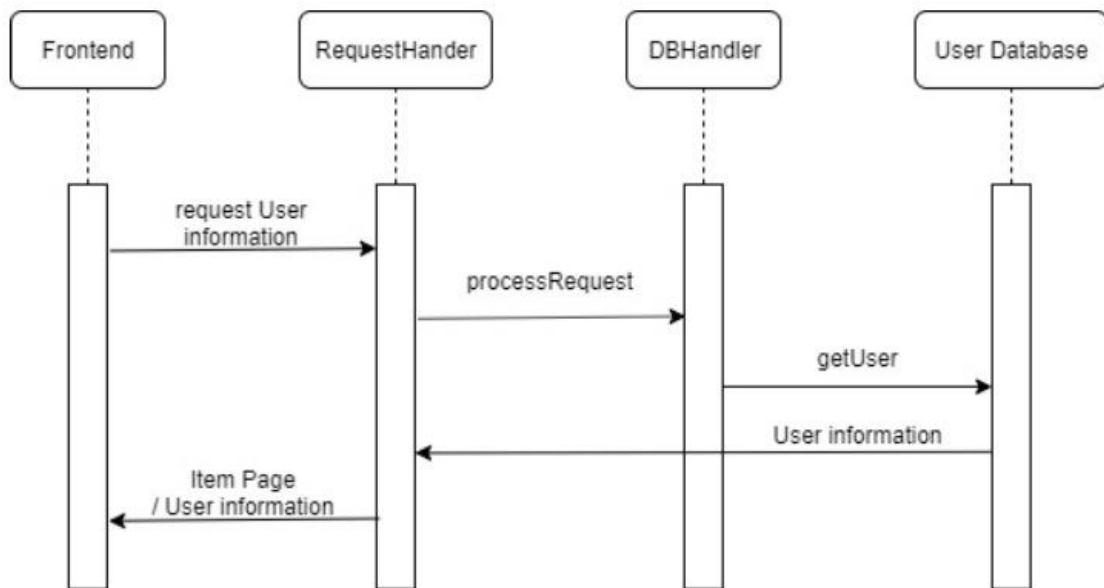 Frontend
RequestHander
DBHandler
User Database
request User
information
processRequest
getUser
User information
Item Page
/ User information